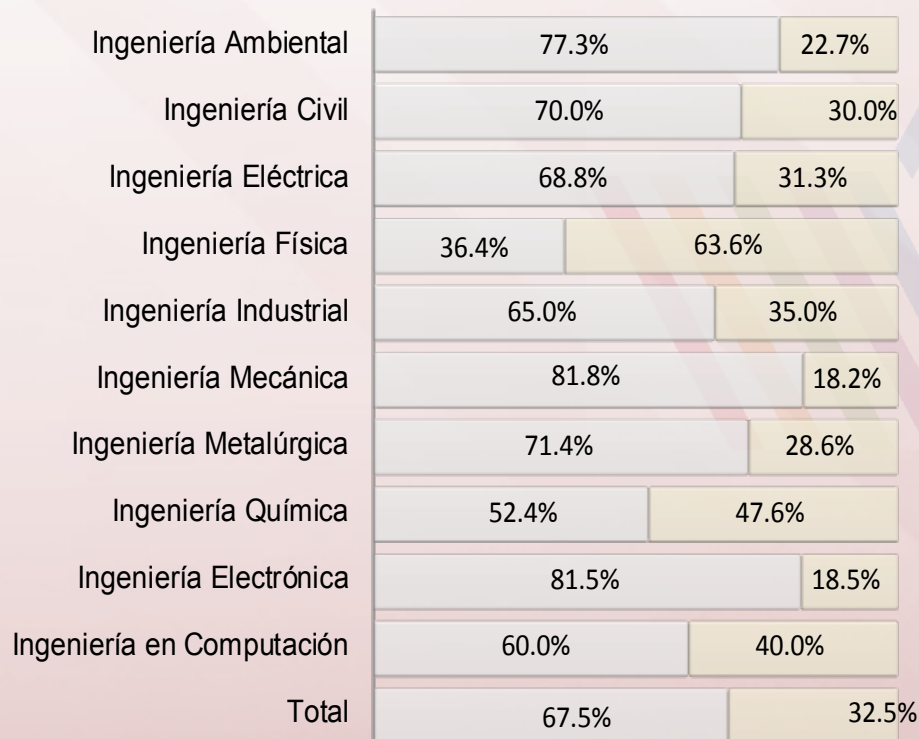 Ingeniería Ambiental 77.3% 22.7%
Ingeniería Civil 70.0% 30.0%
Ingeniería Eléctrica 68.8% 31.3%
Ingeniería Física 36.4% 63.6%
Ingeniería Industrial 65.0% 35.0%
Ingeniería Mecánica 81.8% 18.2%
Ingeniería Metalúrgica 71.4% 28.6%
Ingeniería Química 52.4% 47.6%
Ingeniería Electrónica 81.5% 18.5%
Ingeniería en Computación 60.0% 40.0%
Total 67.5% 32.5%